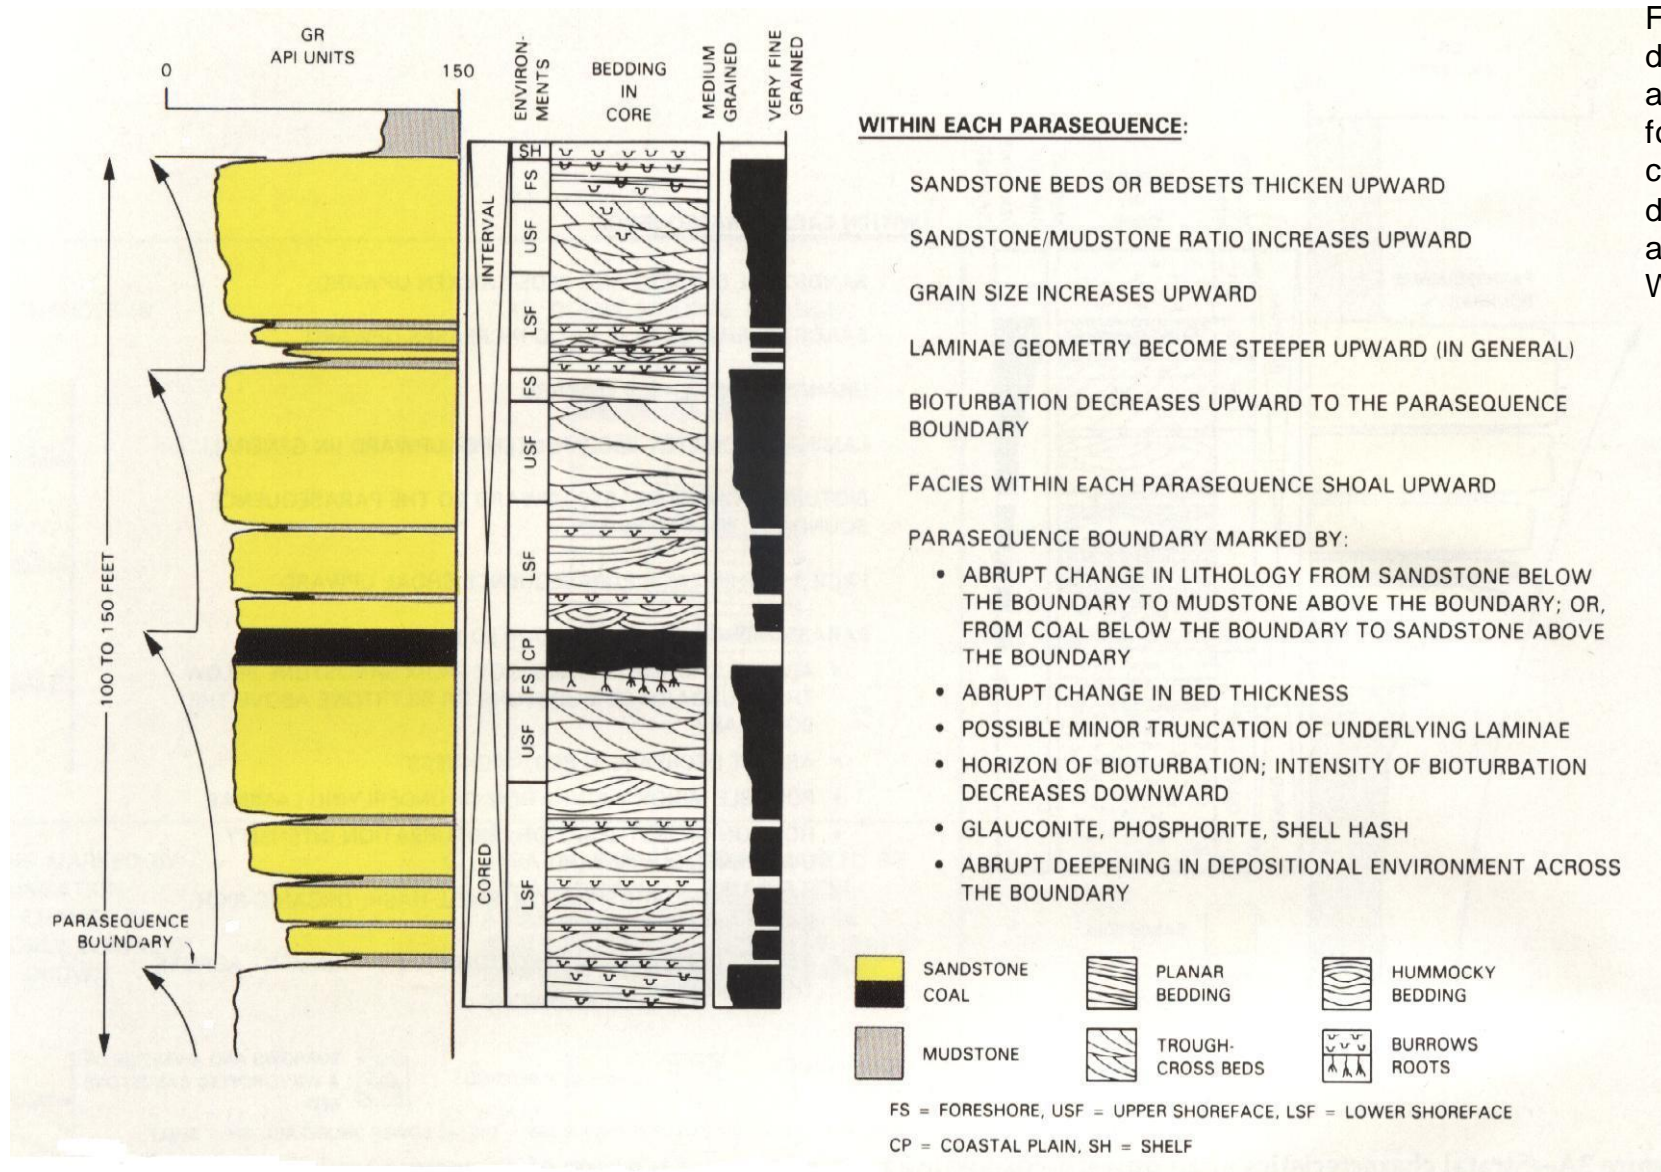 GR
API UNITS
0
150
ENVIRON-
MENTS
BEDDING
IN
CORE
MEDIUM
GRAINED
VERY FINE
GRAINED
SH
FS
USF
LSF
FS
USF
LSF
CP
FS
USF
LSF
INTERVAL
CORED
100 TO 150 FEET
PARASEQUENCE
BOUNDARY
WITHIN EACH PARASEQUENCE:
SANDSTONE BEDS OR BEDSETS THICKEN UPWARD
SANDSTONE/MUDSTONE RATIO INCREASES UPWARD
GRAIN SIZE INCREASES UPWARD
LAMINAE GEOMETRY BECOME STEEPER UPWARD (IN GENERAL)
BIOTURBATION DECREASES UPWARD TO THE PARASEQUENCE
BOUNDARY
FACIES WITHIN EACH PARASEQUENCE SHOAL UPWARD
PARASEQUENCE BOUNDARY MARKED BY:
• ABRUPT CHANGE IN LITHOLOGY FROM SANDSTONE BELOW
THE BOUNDARY TO MUDSTONE ABOVE THE BOUNDARY; OR,
FROM COAL BELOW THE BOUNDARY TO SANDSTONE ABOVE
THE BOUNDARY
• ABRUPT CHANGE IN BED THICKNESS
• POSSIBLE MINOR TRUNCATION OF UNDERLYING LAMINAE
• HORIZON OF BIOTURBATION; INTENSITY OF BIOTURBATION
DECREASES DOWNWARD
• GLAUCONITE, PHOSPHORITE, SHELL HASH
• ABRUPT DEEPENING IN DEPOSITIONAL ENVIRONMENT ACROSS
THE BOUNDARY
SANDSTONE
COAL
MUDSTONE
PLANAR
BEDDING
TROUGH-
CROSS BEDS
HUMMOCKY
BEDDING
BURROWS
ROOTS
FS = FORESHORE, USF = UPPER SHOREFACE, LSF = LOWER SHOREFACE
CP = COASTAL PLAIN, SH = SHELF